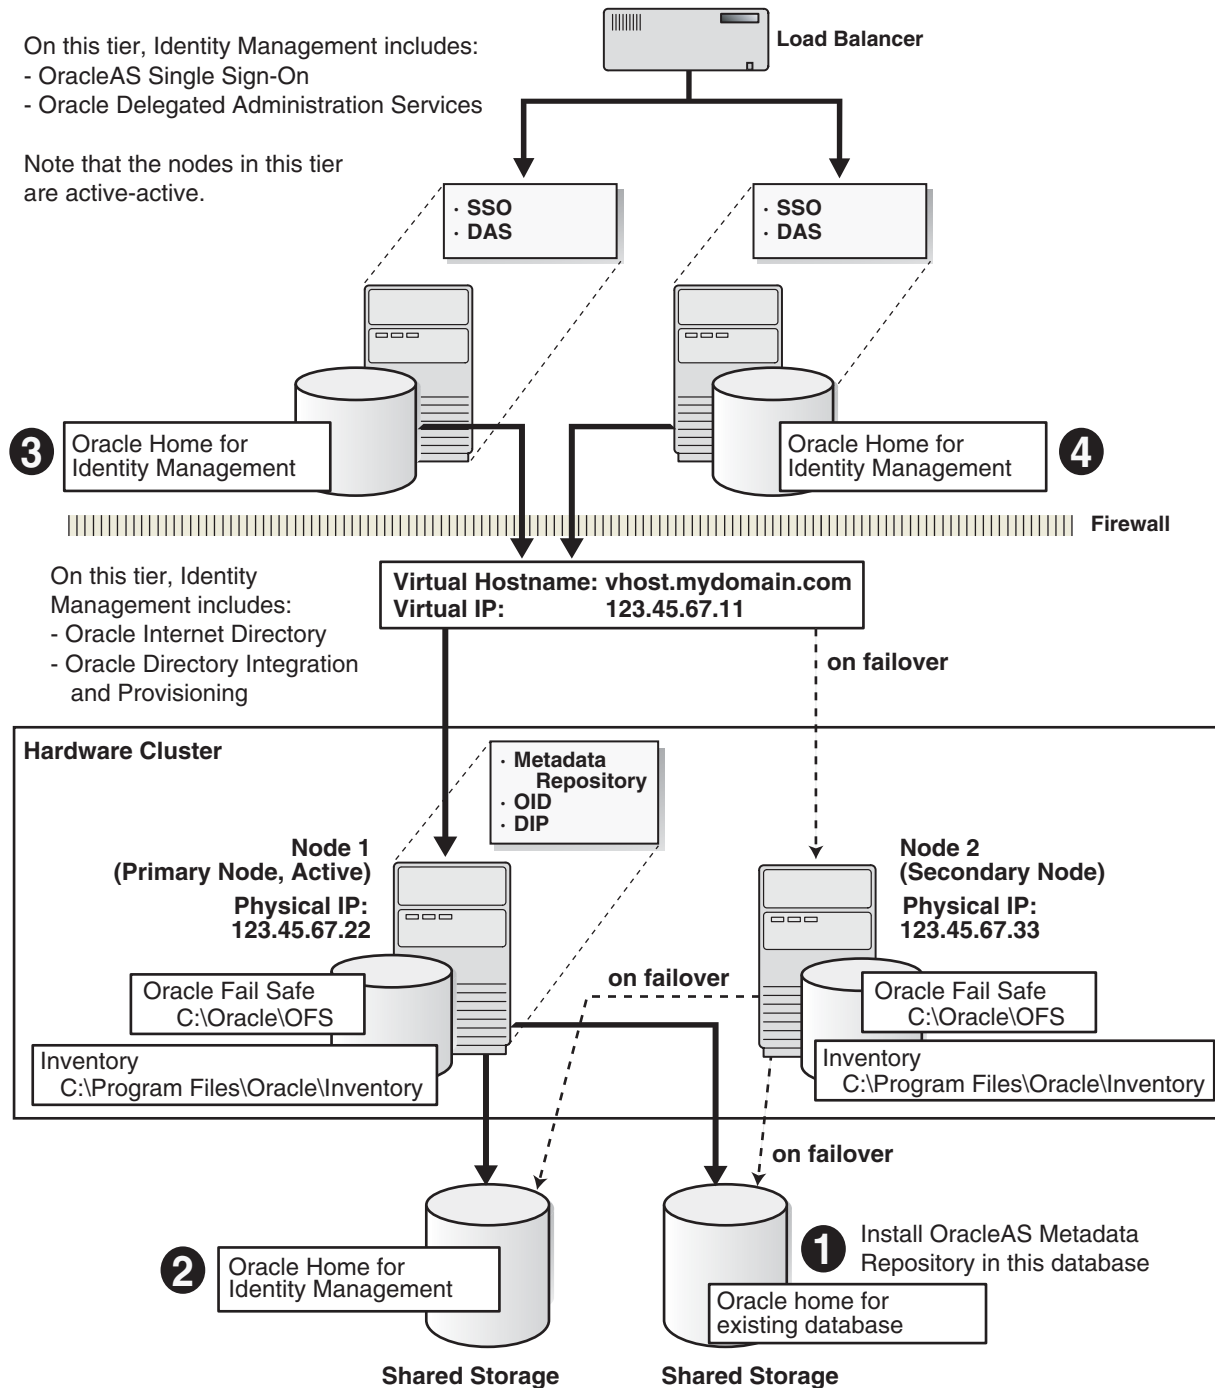 On this tier, Identity Management includes:
- OracleAS Single Sign-On
- Oracle Delegated Administration Services
Note that the nodes in this tier
are active-active.
Load Balancer
· SSO
· DAS
· SSO
· DAS
3
Oracle Home for
Identity Management
Oracle Home for
Identity Management
4
Firewall
On this tier, Identity
Management includes:
- Oracle Internet Directory
- Oracle Directory Integration
and Provisioning
Virtual Hostname: vhost.mydomain.com
Virtual IP: 123.45.67.11
on failover
Hardware Cluster
· Metadata
Repository
· OID
· DIP
Node 1
(Primary Node, Active)
Physical IP:
123.45.67.22
Node 2
(Secondary Node)
Physical IP:
123.45.67.33
Oracle Fail Safe
C:\Oracle\OFS
Inventory
C:\Program Files\Oracle\Inventory
on failover
Oracle Fail Safe
C:\Oracle\OFS
Inventory
C:\Program Files\Oracle\Inventory
on failover
2
Oracle Home for
Identity Management
1
Install OracleAS Metadata
Repository in this database
Oracle home for
existing database
Shared Storage
Shared Storage